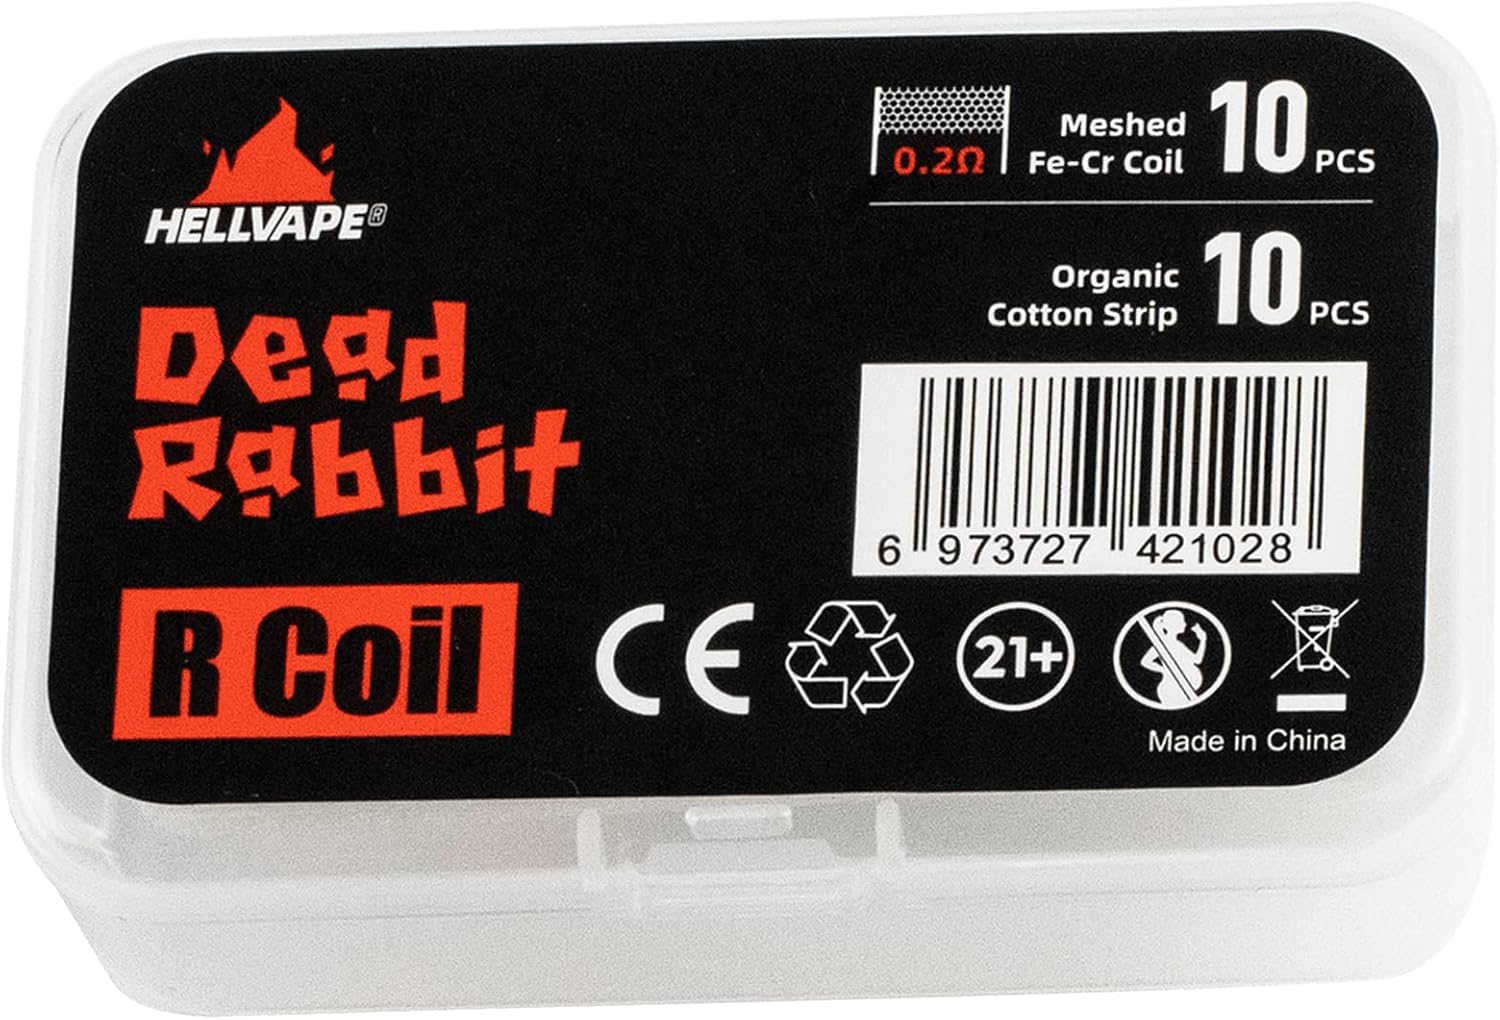 HELLVAPE®
Dead
Rabbit
R Coil
0.2Ω
Meshed
Fe-Cr Coil
10 PCS
Organic
Cotton Strip
10 PCS
6 973727 421028
CE
21+
Made in China